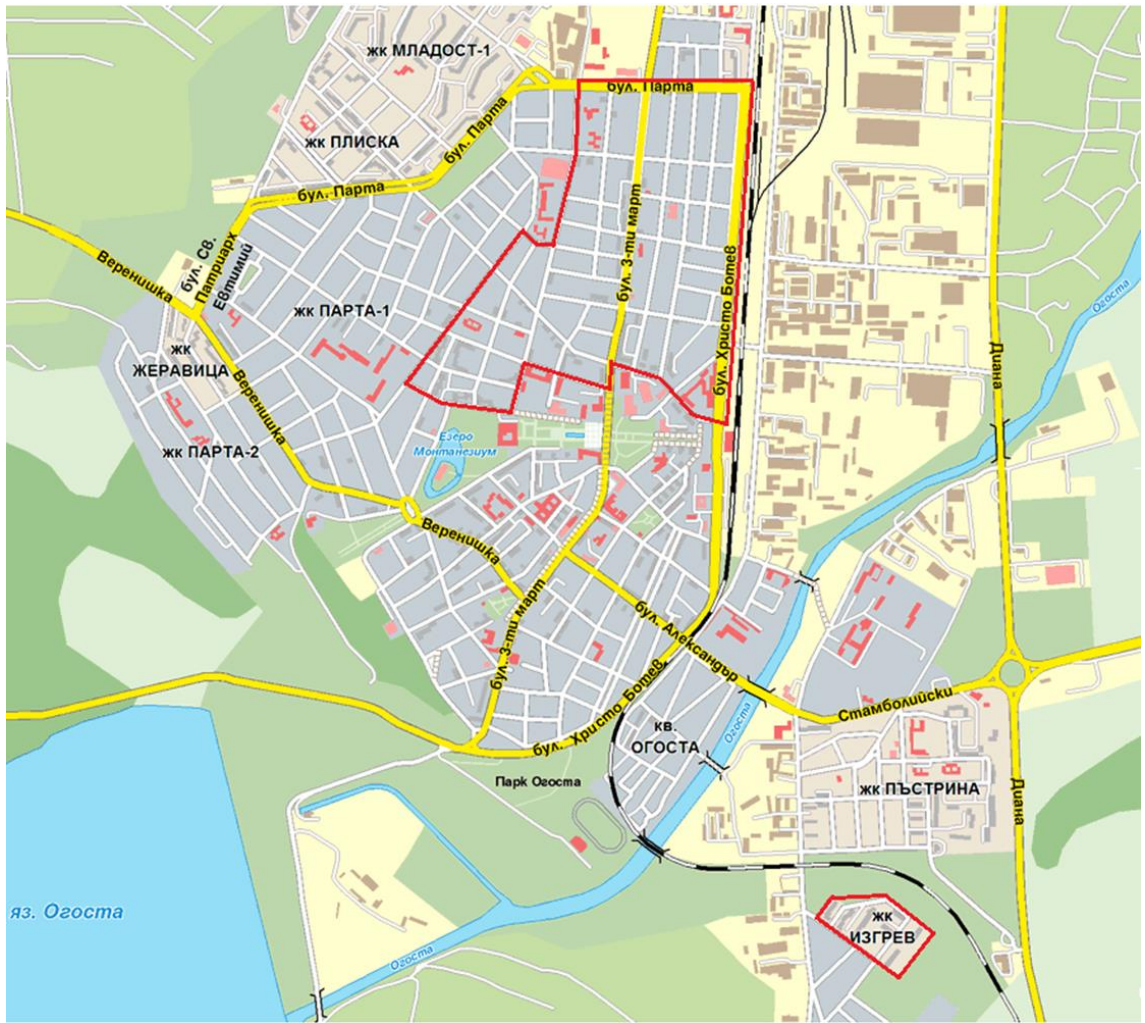 жк МЛАДОСТ-1
бул. Парта
бул. Парта
жк ПЛИСКА
бул. Парта
бул. 3-ти март
бул. Св.
Патриарх
Евтимий
Веренишка
жк ПАРТА-1
бул. Христо Ботев
Огоста
Диана
жк
ЖЕРАВИЦА
Веренишка
жк ПАРТА-2
Езеро
Монтанезиум
Веренишка
бул. 3-ти март
бул. Александър
Стамболийски
Огоста
кв.
ОГОСТА
бул. Христо Ботев
Парк Огоста
жк ПЪСТРИНА
Диана
яз. Огоста
жк
ИЗГРЕВ
Огоста